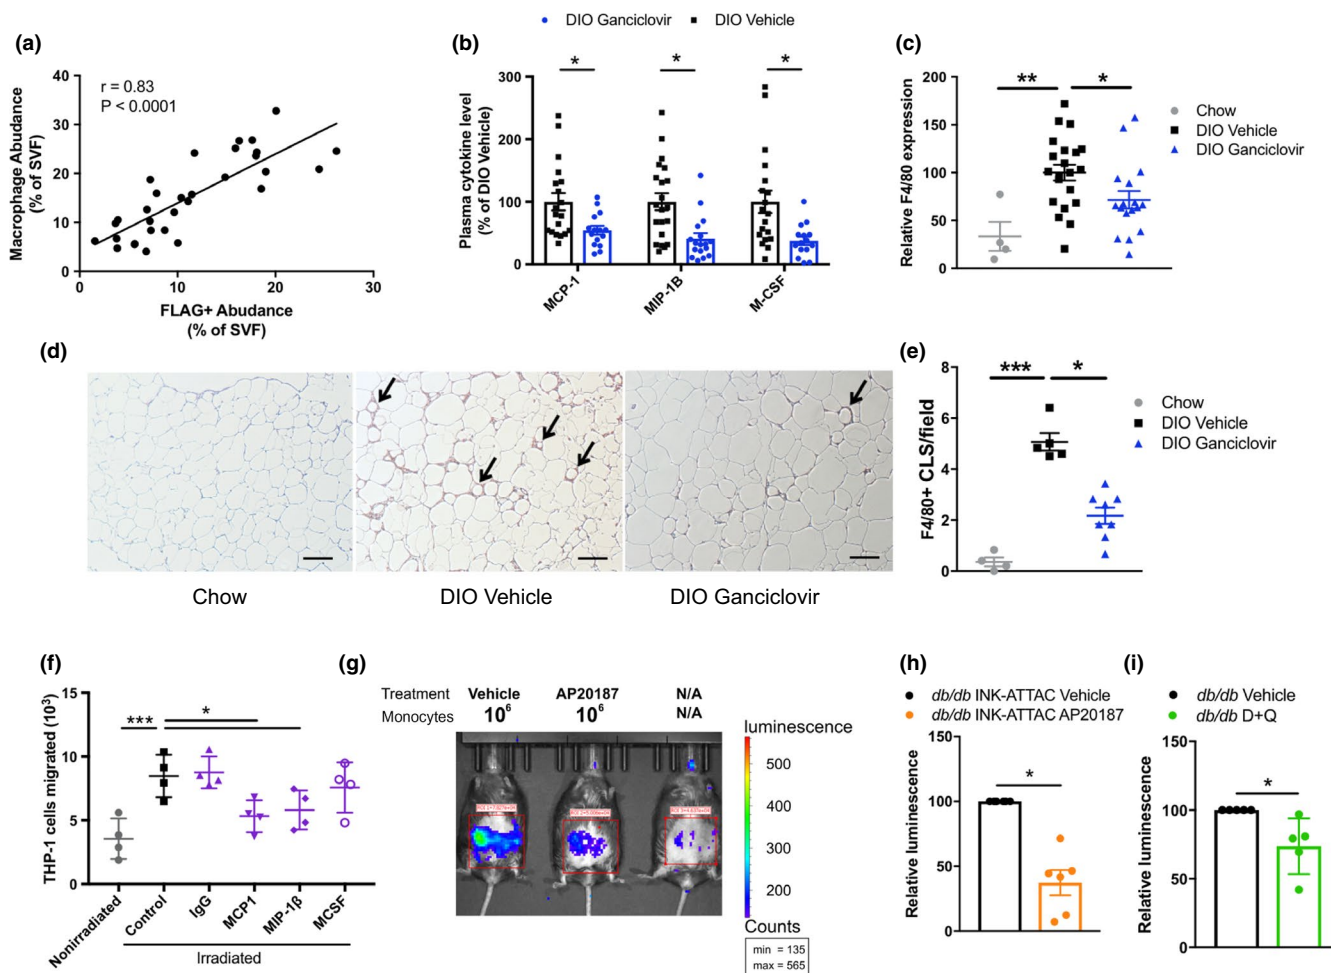 DIO Ganciclovir DIO Vehicle
(a)
r = 0.83
P < 0.0001
Macrophage Abudance
(% of SVF)
40
30
20
10
0
0 10 20 30
FLAG+ Abudance
(% of SVF)
(b)
Plasma cytokine level
(% of DIO Vehicle)
300
200
100
0
* * *
MCP-1 MIP-1B M-CSF
(c)
Relative F4/80 expression
200
150
100
50
0
** *
Chow
DIO Vehicle
DIO Ganciclovir
(d)
Chow DIO Vehicle DIO Ganciclovir
(e)
F4/80+ CLS/field
8
6
4
2
0
*** *
Chow
DIO Vehicle
DIO Ganciclovir
(f)
THP-1 cells migrated (10³)
15
10
5
0
*** *
Nonirradiated Control IgG MCP1 MIP-1β MCSF
Irradiated
(g)
Treatment Vehicle AP20187 N/A
Monocytes 10⁶ 10⁶ N/A
luminescence
500
400
300
200
Counts
min = 135
max = 565
(h)
db/db INK-ATTAC Vehicle
db/db INK-ATTAC AP20187
Relative luminescence
150
100
50
0
*
(i)
db/db Vehicle
db/db D+Q
Relative luminescence
150
100
50
0
*